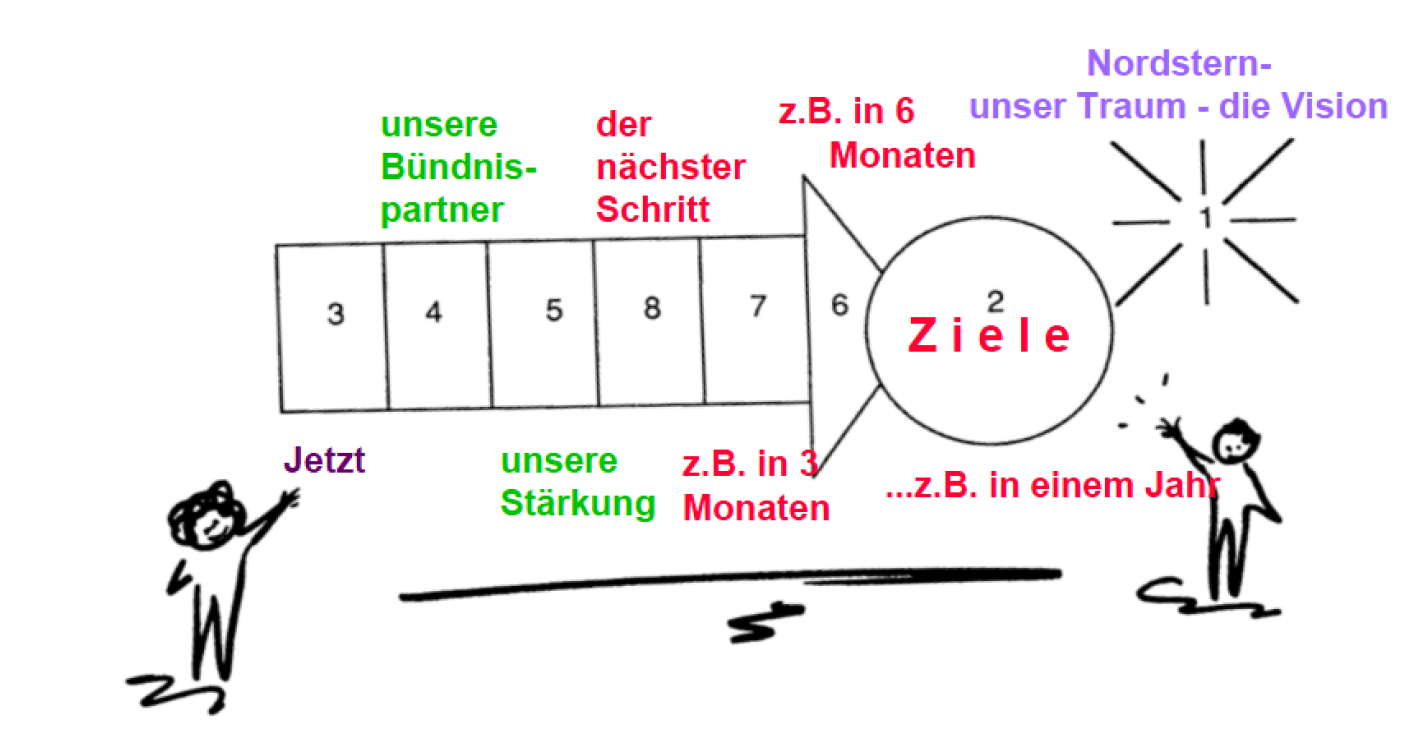 Nordstern-
unser Traum - die Vision
z.B. in 6
Monaten
unsere
Bündnis-
partner
der
nächster
Schritt
1
3
4
5
8
7
6
2
Ziele
Jetzt
unsere
Stärkung
z.B. in 3
Monaten
...z.B. in einem Jahr